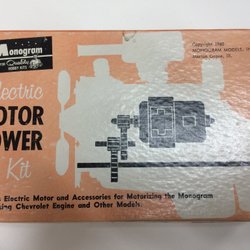 Monogram
Quality
HOBBY KITS
Copyright 1960
MONOGRAM MODELS,
Morton Grove, Ill.
Electric
MOTOR
POWER
Kit
Electric Motor and Accessories for Motorizing the Monogram
Chevrolet Engine and Other Models.